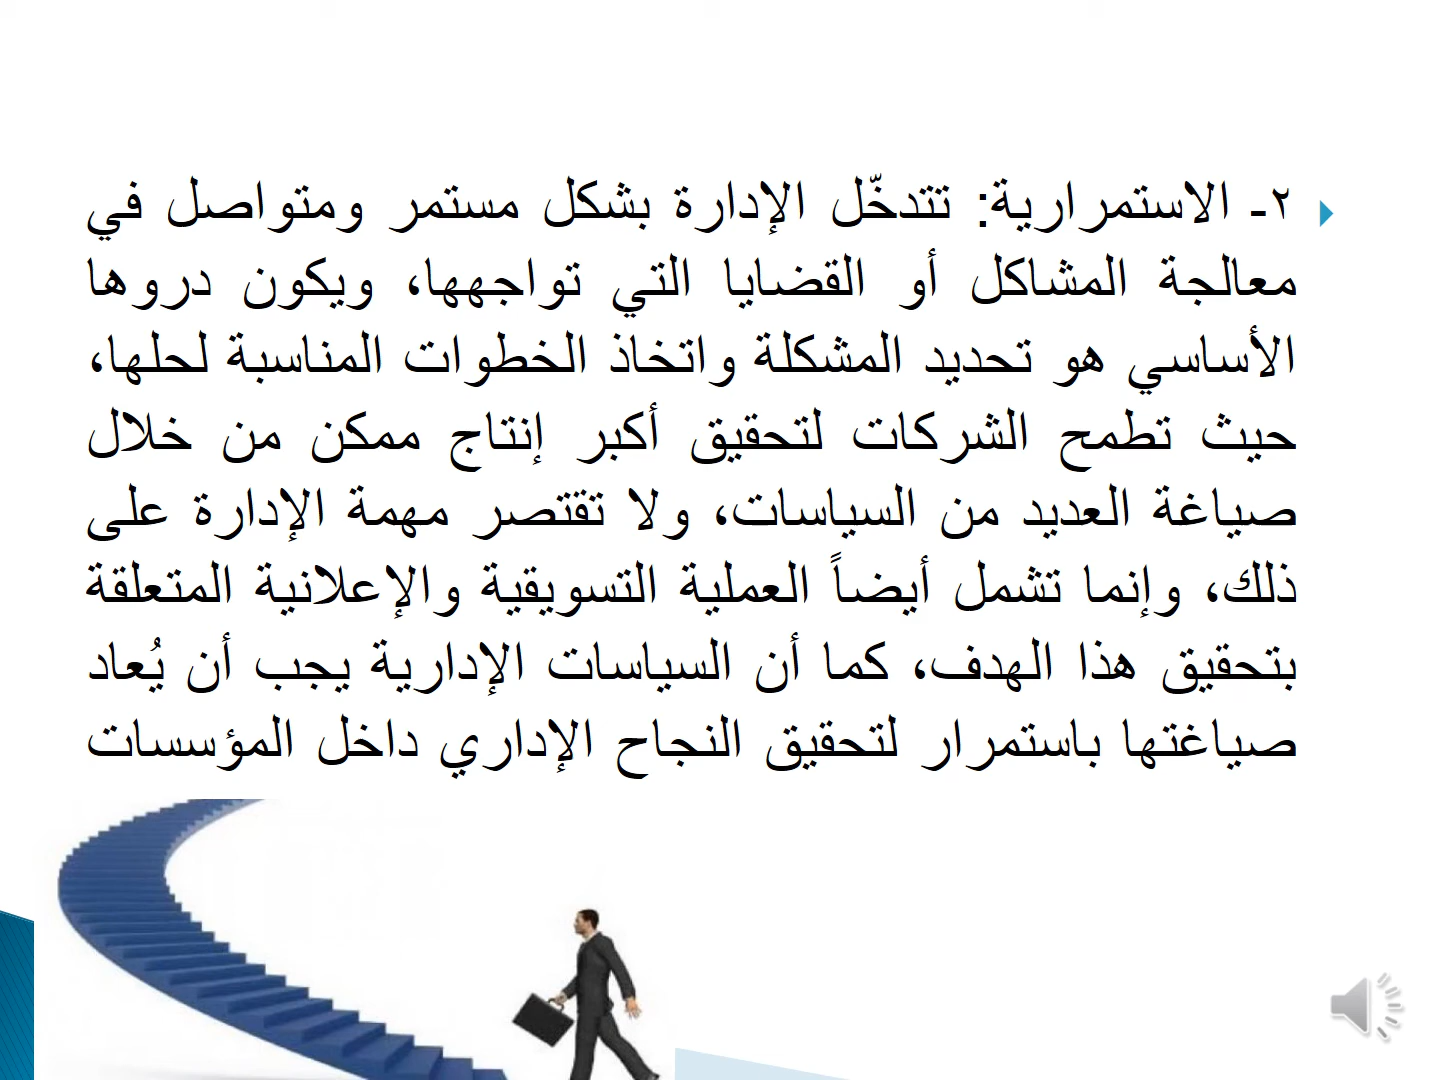 ٢- الاستمرارية: تتدخّل الإدارة بشكل مستمر ومتواصل في
معالجة المشاكل أو القضايا التي تواجهها، ويكون دروها
الأساسي هو تحديد المشكلة واتخاذ الخطوات المناسبة لحلها،
حيث تطمح الشركات لتحقيق أكبر إنتاج ممكن من خلال
صياغة العديد من السياسات، ولا تقتصر مهمة الإدارة على
ذلك، وإنما تشمل أيضاً العملية التسويقية والإعلانية المتعلقة
بتحقيق هذا الهدف، كما أن السياسات الإدارية يجب أن يُعاد
صياغتها باستمرار لتحقيق النجاح الإداري داخل المؤسسات